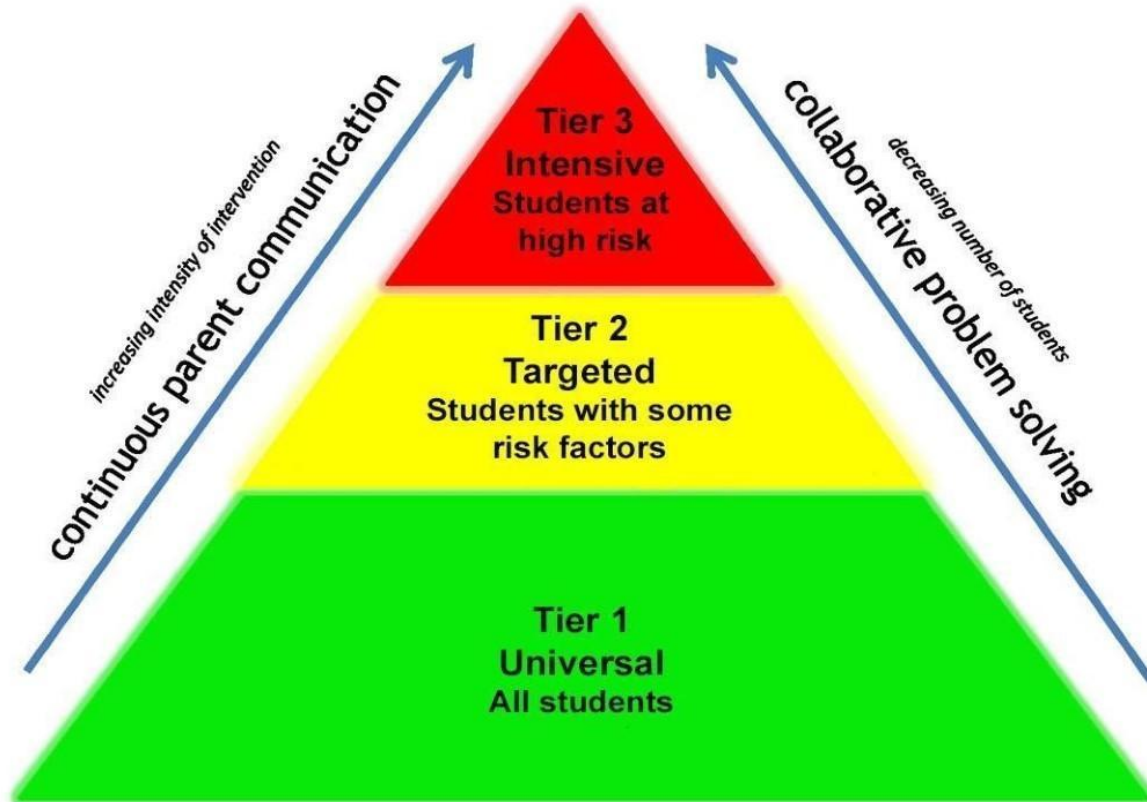 Tier 3
Intensive
Students at
high risk
Tier 2
Targeted
Students with some
risk factors
Tier 1
Universal
All students
increasing intensity of intervention
continuous parent communication
collaborative problem solving
decreasing number of students